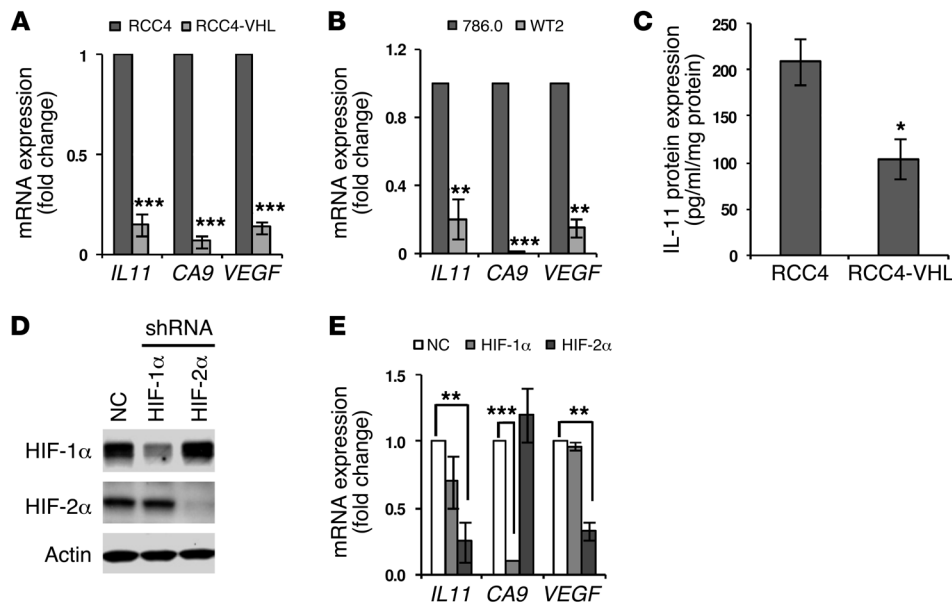 A
RCC4 RCC4-VHL
mRNA expression
(fold change)
1
0.5
0
IL11 CA9 VEGF
***
***
***
B
786.0 WT2
mRNA expression
(fold change)
1.2
0.8
0.4
0
IL11 CA9 VEGF
**
***
**
C
IL-11 protein expression
(pg/ml/mg protein)
250
200
150
100
50
0
*
RCC4 RCC4-VHL
D
shRNA
NC
HIF-1α
HIF-2α
HIF-1α
HIF-2α
Actin
E
NC HIF-1α HIF-2α
mRNA expression
(fold change)
1.5
1.0
0.5
0.0
**
***
**
IL11 CA9 VEGF